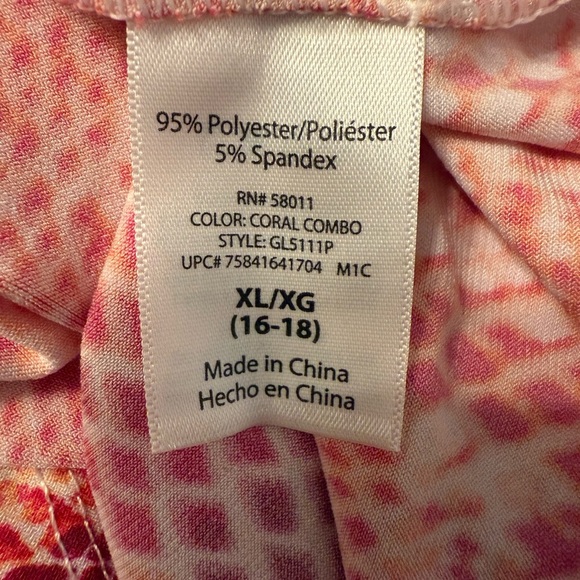 95% Polyester/Poliéster
5% Spandex
RN# 58011
COLOR: CORAL COMBO
STYLE: GL5111P
UPC# 75841641704 M1C
XL/XG
(16-18)
Made in China
Hecho en China